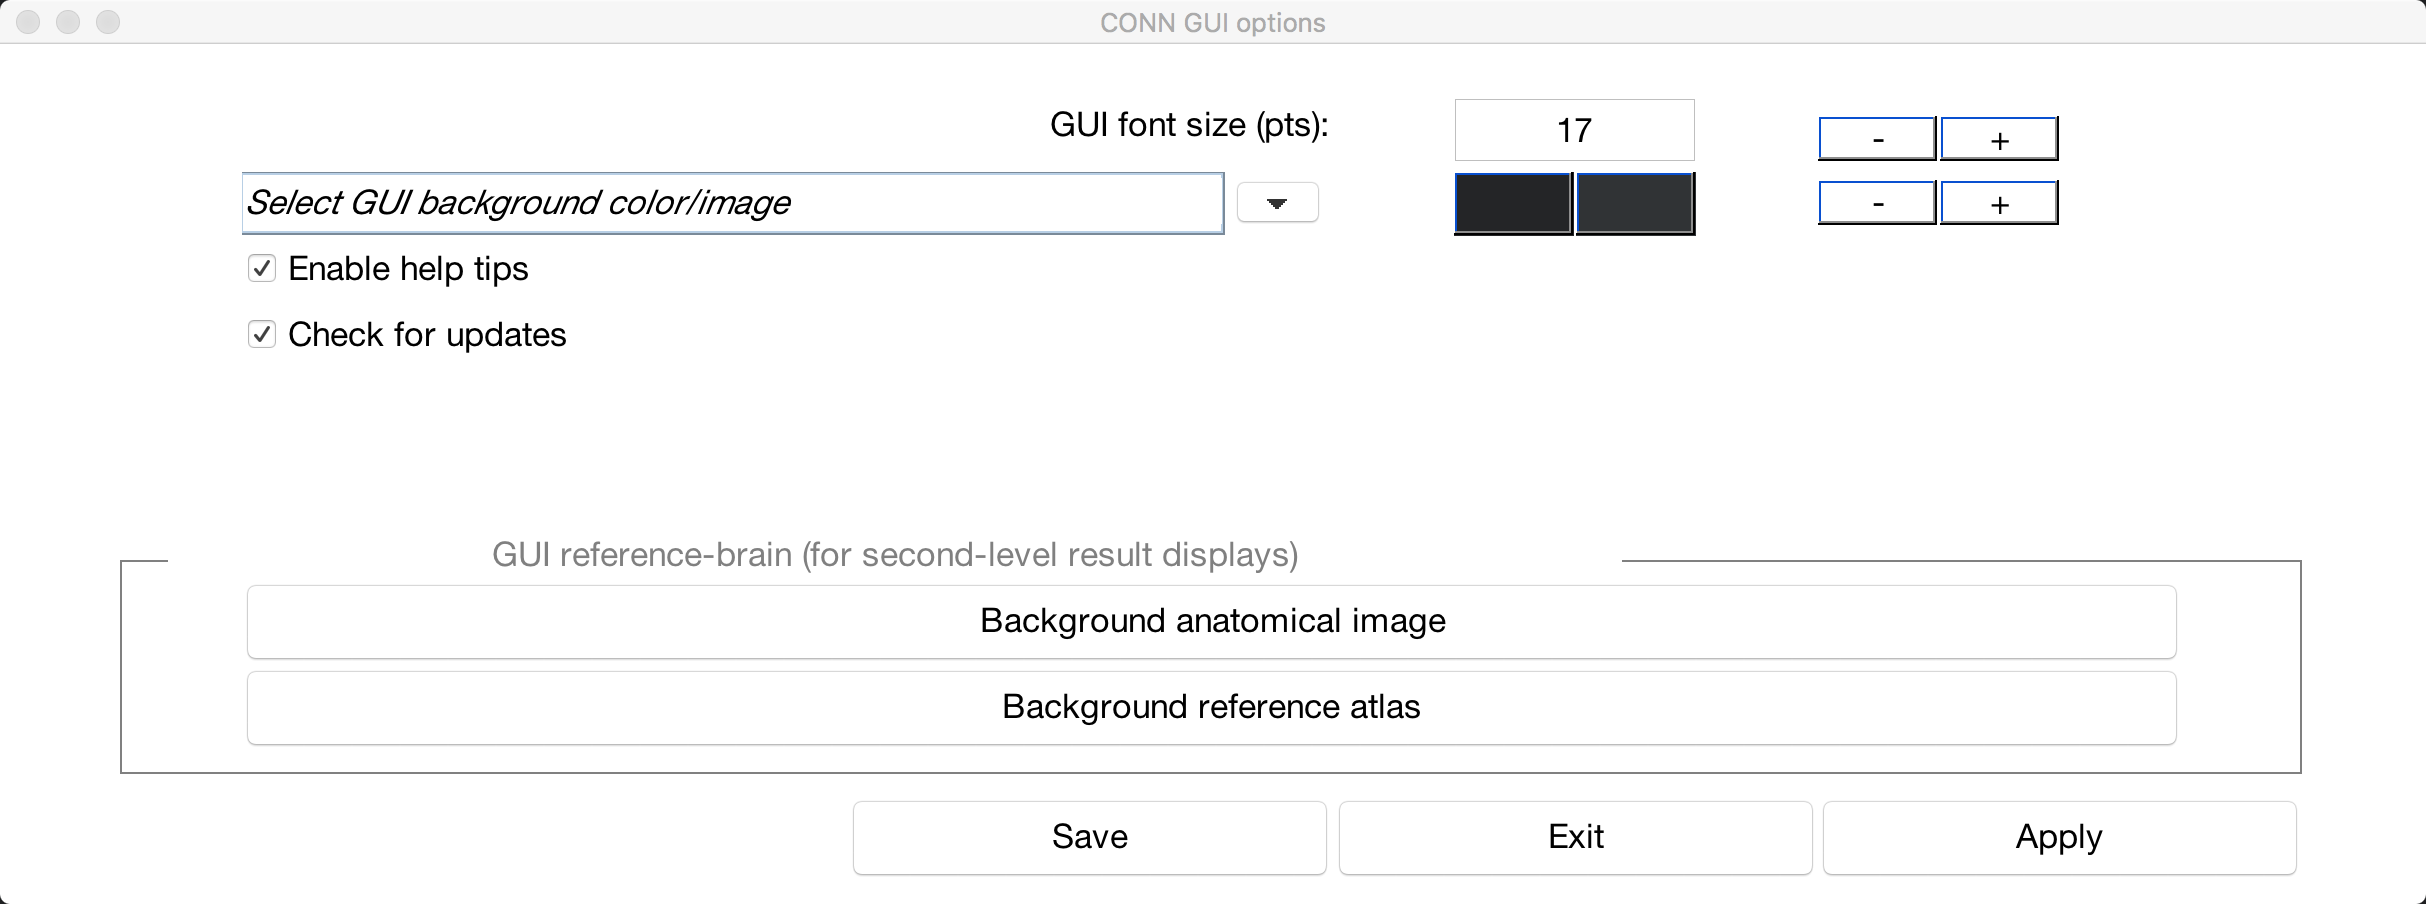 CONN GUI options
GUI font size (pts):
17
-
+
Select GUI background color/image
-
+
Enable help tips
Check for updates
GUI reference-brain (for second-level result displays)
Background anatomical image
Background reference atlas
Save
Exit
Apply